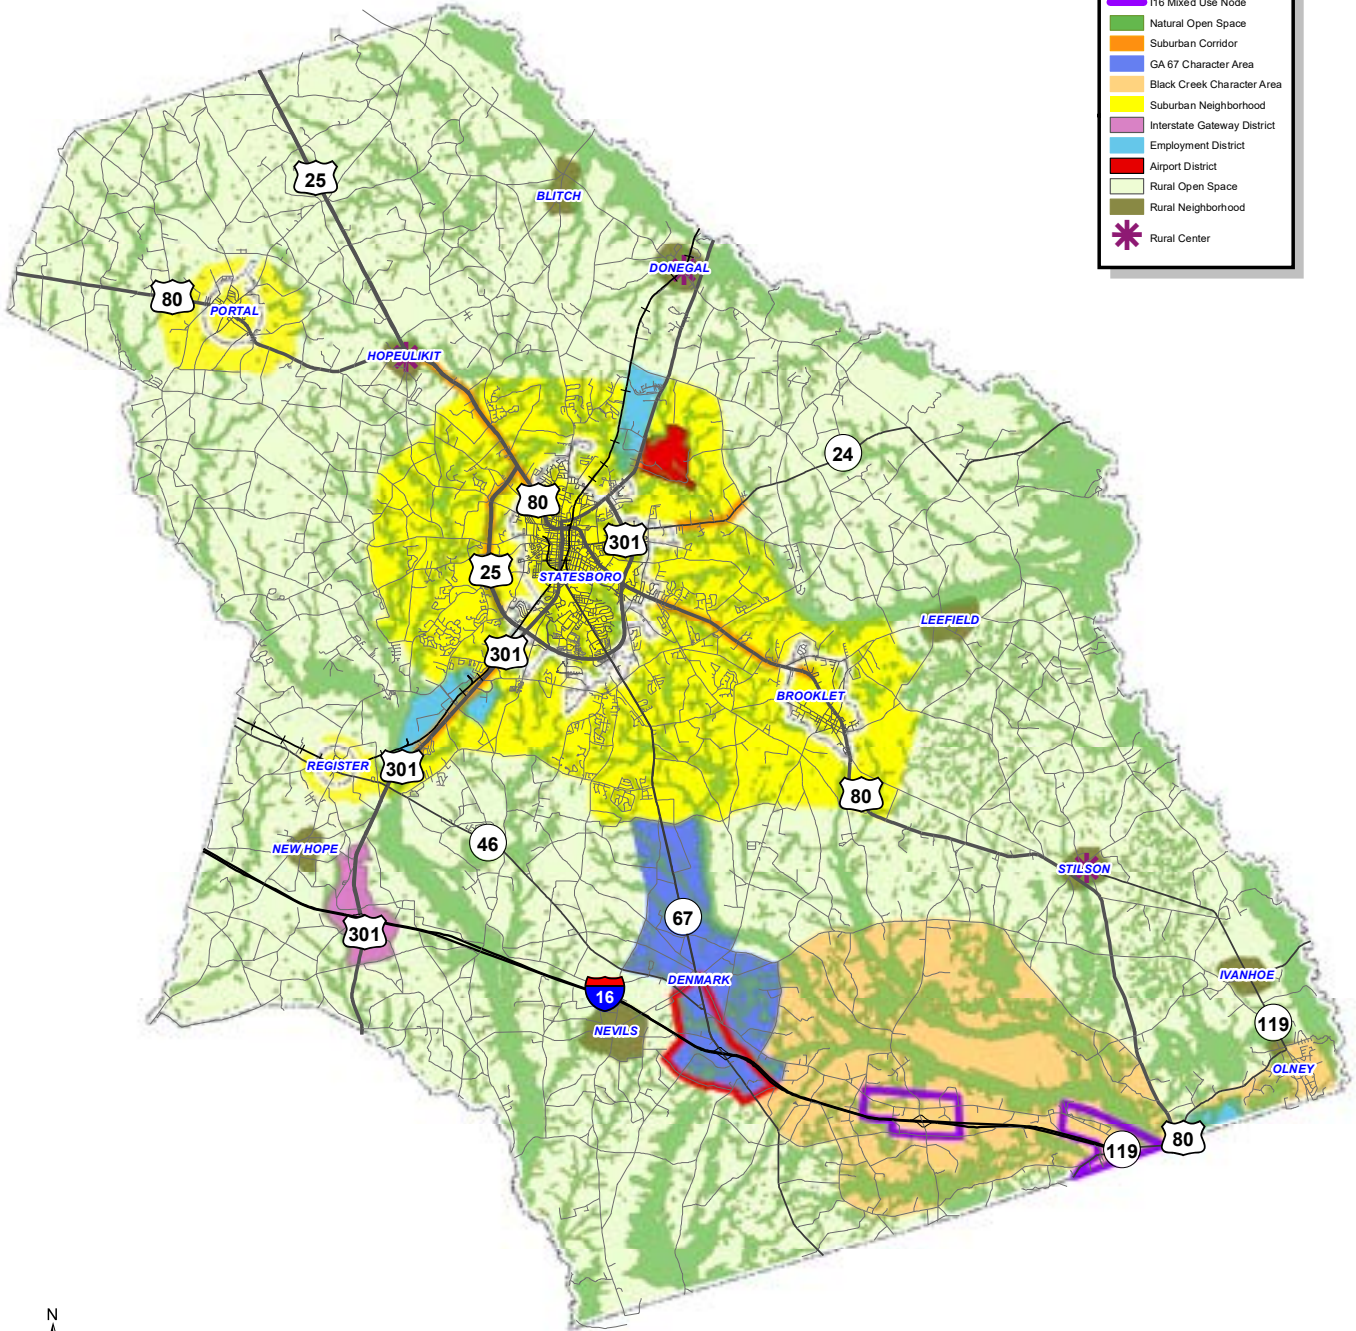 I16 Mixed Use Node
Natural Open Space
Suburban Corridor
GA 67 Character Area
Black Creek Character Area
Suburban Neighborhood
Interstate Gateway District
Employment District
Airport District
Rural Open Space
Rural Neighborhood
Rural Center
25
BLITCH
DONEGAL
80
PORTAL
HOPEULIKIT
24
80
301
25
STATESBORO
LEEFIELD
301
BROOKLET
REGISTER
301
80
46
NEW HOPE
STILSON
67
301
DENMARK
IVANHOE
16
119
NEVILS
OLNEY
80
119
N